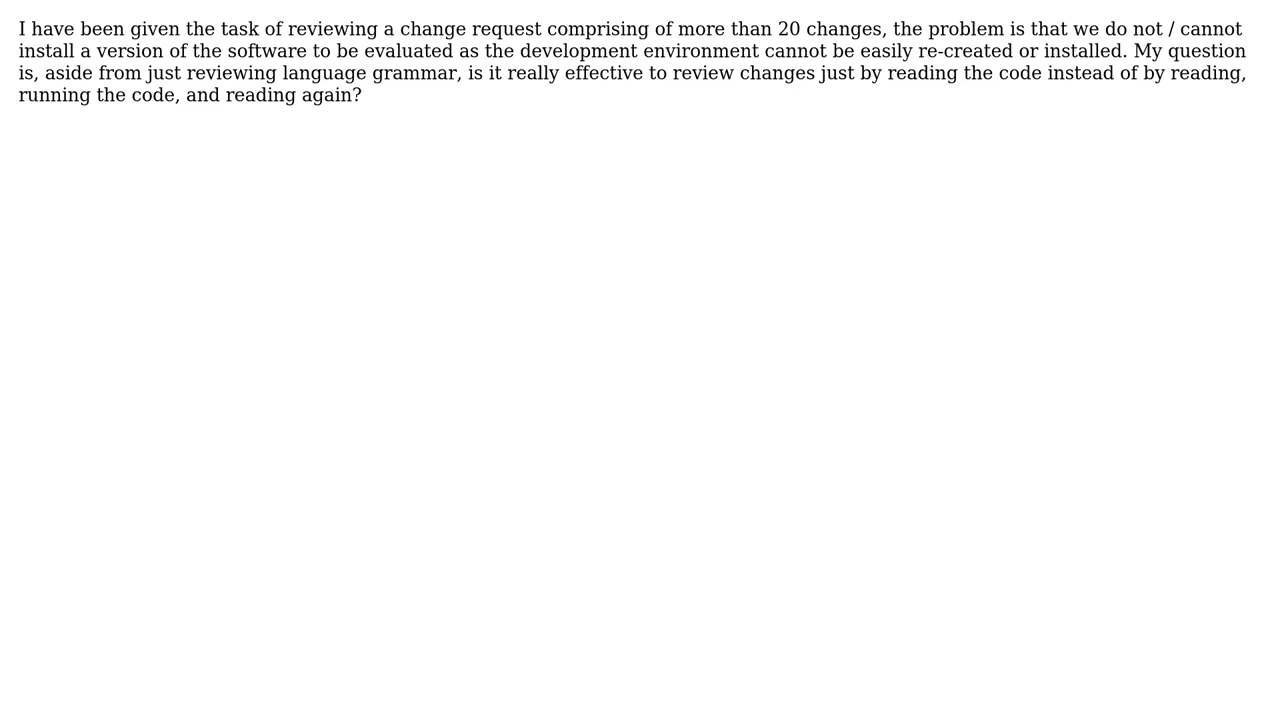 I have been given the task of reviewing a change request comprising of more than 20 changes, the problem is that we do not / cannot
install a version of the software to be evaluated as the development environment cannot be easily re-created or installed. My question
is, aside from just reviewing language grammar, is it really effective to review changes just by reading the code instead of by reading,
running the code, and reading again?